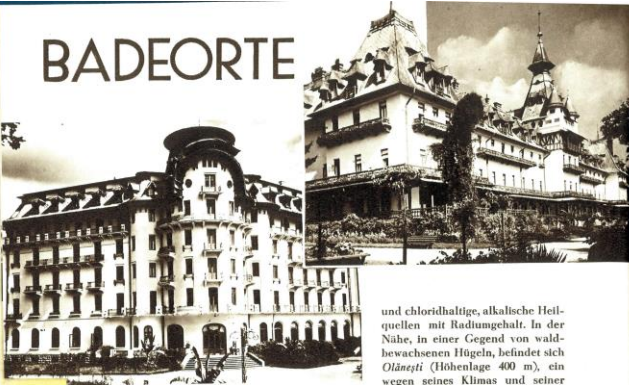 BADEORTE
und chloridhaltige, alkalische Heil-
quellen mit Radiumgehalt. In der
Nähe, in einer Gegend von wald-
bewachsenen Hügeln, befindet sich
Olănești (Höhenlage 400 m), ein
wegen seines Klimas und seiner